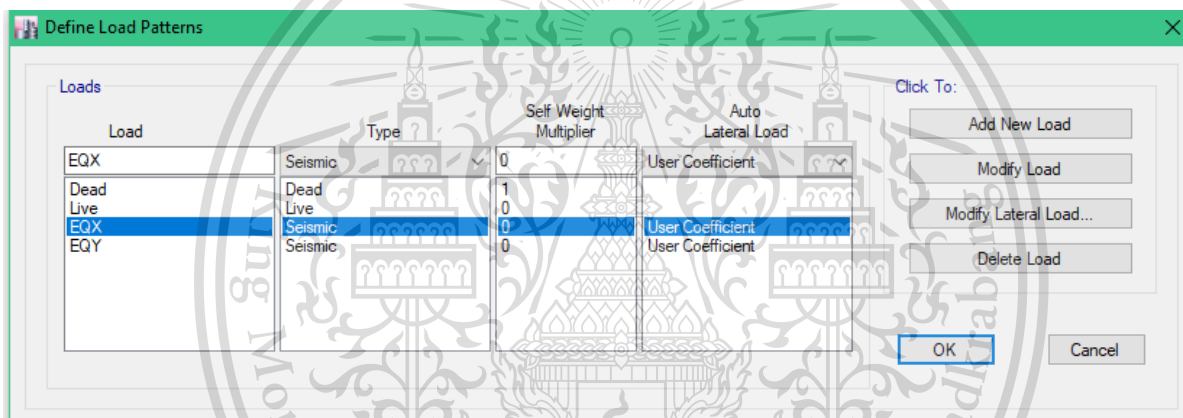 Define Load Patterns
Loads
Click To:
Load Type Self Weight Multiplier Auto Lateral Load
EQX Seismic 0 User Coefficient
Dead Dead 1
Live Live 0
EQX Seismic 0 User Coefficient
EQY Seismic 0 User Coefficient
Add New Load
Modify Load
Modify Lateral Load...
Delete Load
OK Cancel